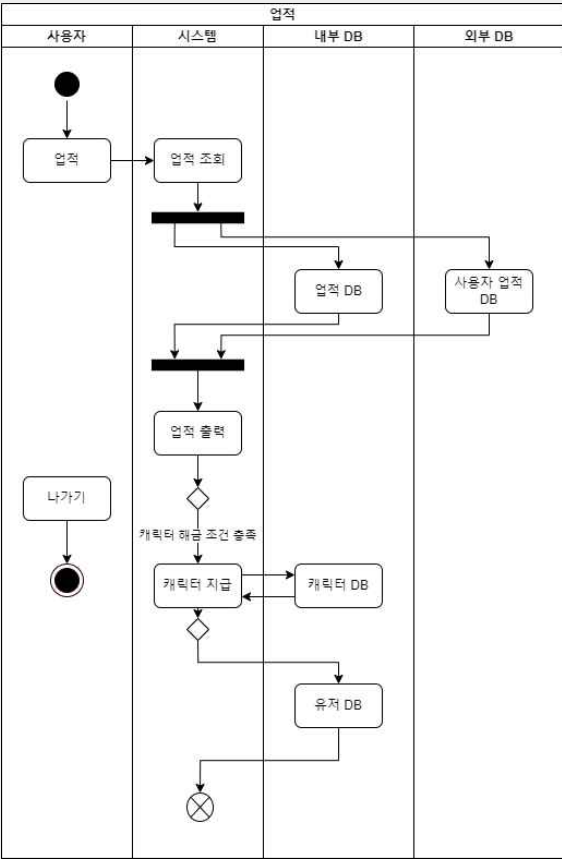 업적
사용자
시스템
내부 DB
외부 DB
업적
업적 조회
업적 DB
사용자 업적
DB
업적 출력
나가기
캐릭터 해금 조건 충족
캐릭터 지급
캐릭터 DB
유저 DB